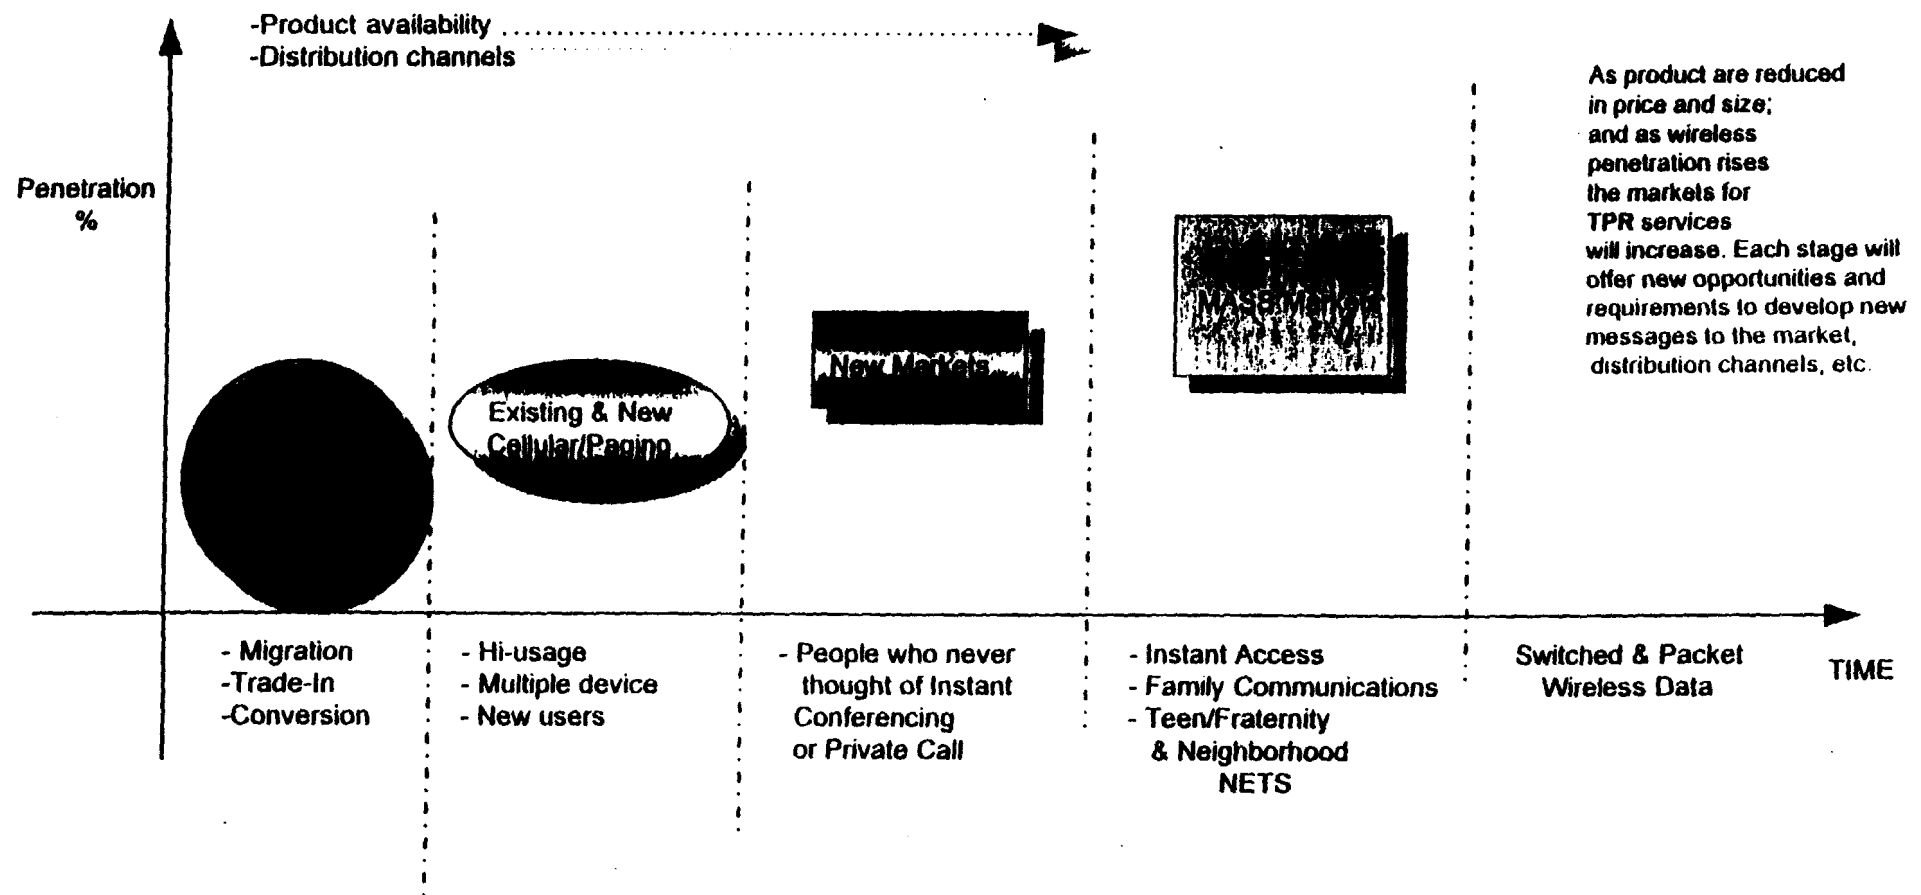 -Product availability
-Distribution channels
As product are reduced
in price and size;
and as wireless
penetration rises
the markets for
TPR services
will increase. Each stage will
offer new opportunities and
requirements to develop new
messages to the market,
distribution channels, etc.
Penetration
%
Existing & New
Cellular/Paging
New Markets
MASS Market
- Migration
-Trade-In
-Conversion
- Hi-usage
- Multiple device
- New users
- People who never
thought of Instant
Conferencing
or Private Call
- Instant Access
- Family Communications
- Teen/Fraternity
& Neighborhood
NETS
Switched & Packet
Wireless Data
TIME